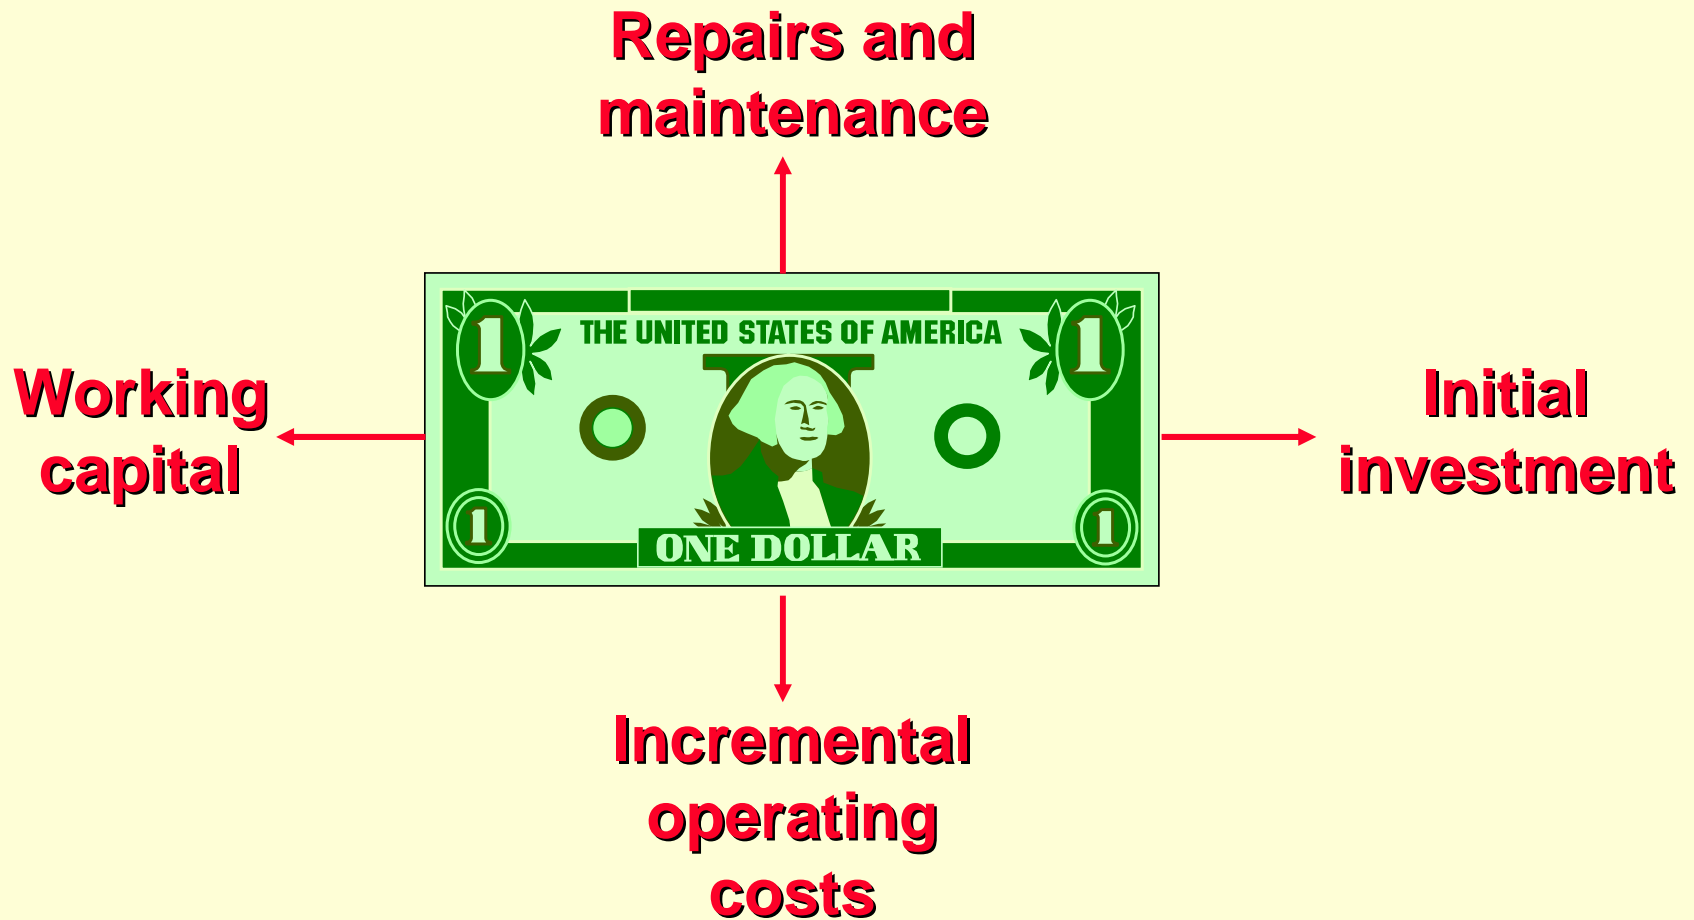 Repairs and
maintenance
1
1
THE UNITED STATES OF AMERICA
Working
capital
Initial
investment
1
1
ONE DOLLAR
Incremental
operating
costs